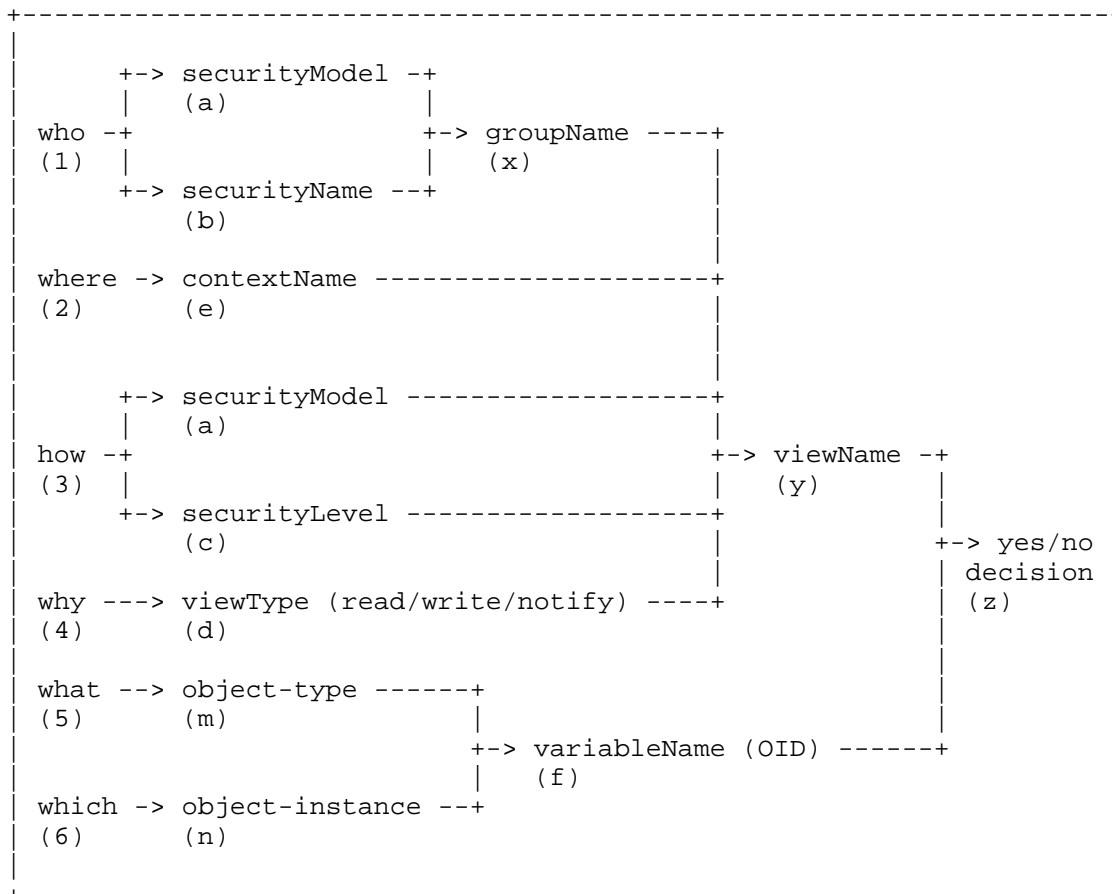 +-> securityModel -+
| (a) |
who -+ +-> groupName ----+
(1) | | (x) |
+-> securityName --+ |
(b) |
|
where -> contextName ---------------------+
(2) (e) |
|
|
+-> securityModel -------------------+
| (a) |
how -+ +-> viewName -+
(3) | | (y) |
+-> securityLevel -------------------+ |
(c) | +-> yes/no
| | decision
why ---> viewType (read/write/notify) ----+ | (z)
(4) (d) |
|
what --> object-type ------+ |
(5) (m) | |
+-> variableName (OID) ------+
| (f)
which -> object-instance --+
(6) (n)